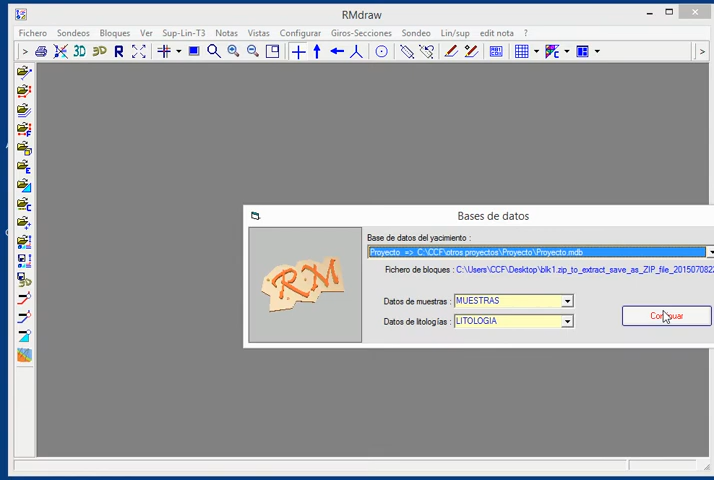 RMdraw
Fichero Sondeos Bloques Ver Sup-Lin-T3 Notas Vistas Configurar Giros-Secciones Sondeo Lin/sup edit nota ?
3D 3D R
Bases de datos
RM
Base de datos del yacimiento :
Proyecto => C:\CCF\otros proyectos\Proyecto\Proyecto.mdb
Fichero de bloques : C:\Users\CCF\Desktop\blk1.zip_to_extract_save_as_ZIP_file_2015070822
Datos de muestras : MUESTRAS
Datos de litologías : LITOLOGIA
Continuar